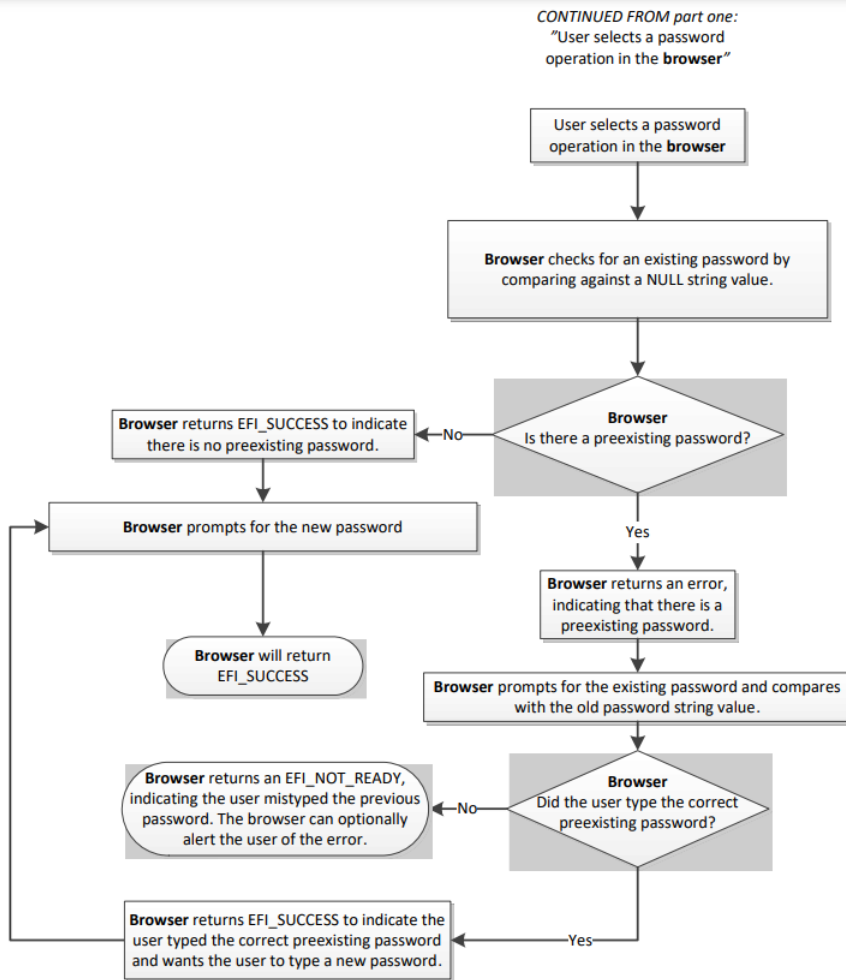 CONTINUED FROM part one:
"User selects a password
operation in the browser"
User selects a password
operation in the browser
Browser checks for an existing password by
comparing against a NULL string value.
Browser
Is there a preexisting password?
No
Browser returns EFI_SUCCESS to indicate
there is no preexisting password.
Browser prompts for the new password
Browser will return
EFI_SUCCESS
Yes
Browser returns an error,
indicating that there is a
preexisting password.
Browser prompts for the existing password and compares
with the old password string value.
Browser
Did the user type the correct
preexisting password?
No
Browser returns an EFI_NOT_READY,
indicating the user mistyped the previous
password. The browser can optionally
alert the user of the error.
Yes
Browser returns EFI_SUCCESS to indicate the
user typed the correct preexisting password
and wants the user to type a new password.